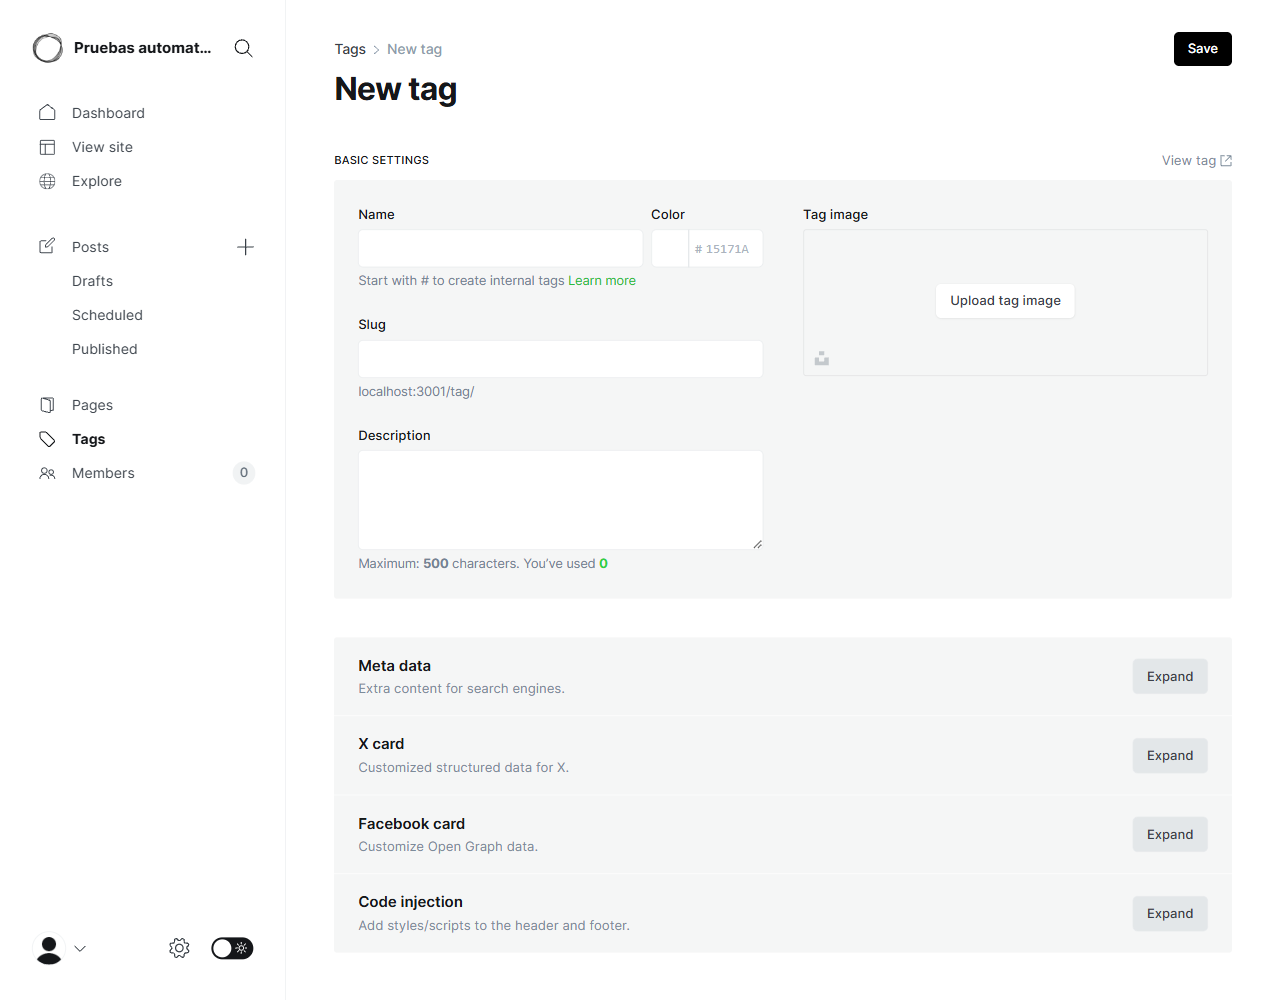 Pruebas automat...
Dashboard
View site
Explore
Posts
Drafts
Scheduled
Published
Pages
Tags
Members 0
Tags > New tag
Save
New tag
BASIC SETTINGS
View tag
Name
Color
# 15171A
Start with # to create internal tags Learn more
Slug
localhost:3001/tag/
Description
Maximum: 500 characters. You’ve used 0
Tag image
Upload tag image
Meta data
Extra content for search engines.
Expand
X card
Customized structured data for X.
Expand
Facebook card
Customize Open Graph data.
Expand
Code injection
Add styles/scripts to the header and footer.
Expand